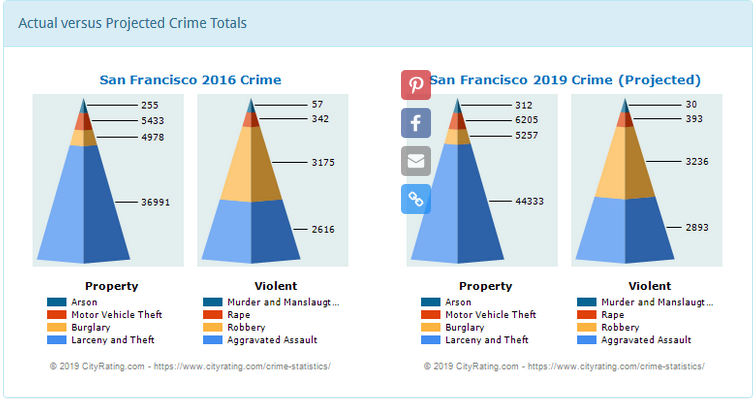 Actual versus Projected Crime Totals
San Francisco 2016 Crime
255
5433
4978
36991
57
342
3175
2616
Property
Arson
Motor Vehicle Theft
Burglary
Larceny and Theft
Violent
Murder and Manslaugt...
Rape
Robbery
Aggravated Assault
© 2019 CityRating.com - https://www.cityrating.com/crime-statistics/
San Francisco 2019 Crime (Projected)
312
6205
5257
44333
30
393
3236
2893
Property
Arson
Motor Vehicle Theft
Burglary
Larceny and Theft
Violent
Murder and Manslaugt...
Rape
Robbery
Aggravated Assault
© 2019 CityRating.com - https://www.cityrating.com/crime-statistics/